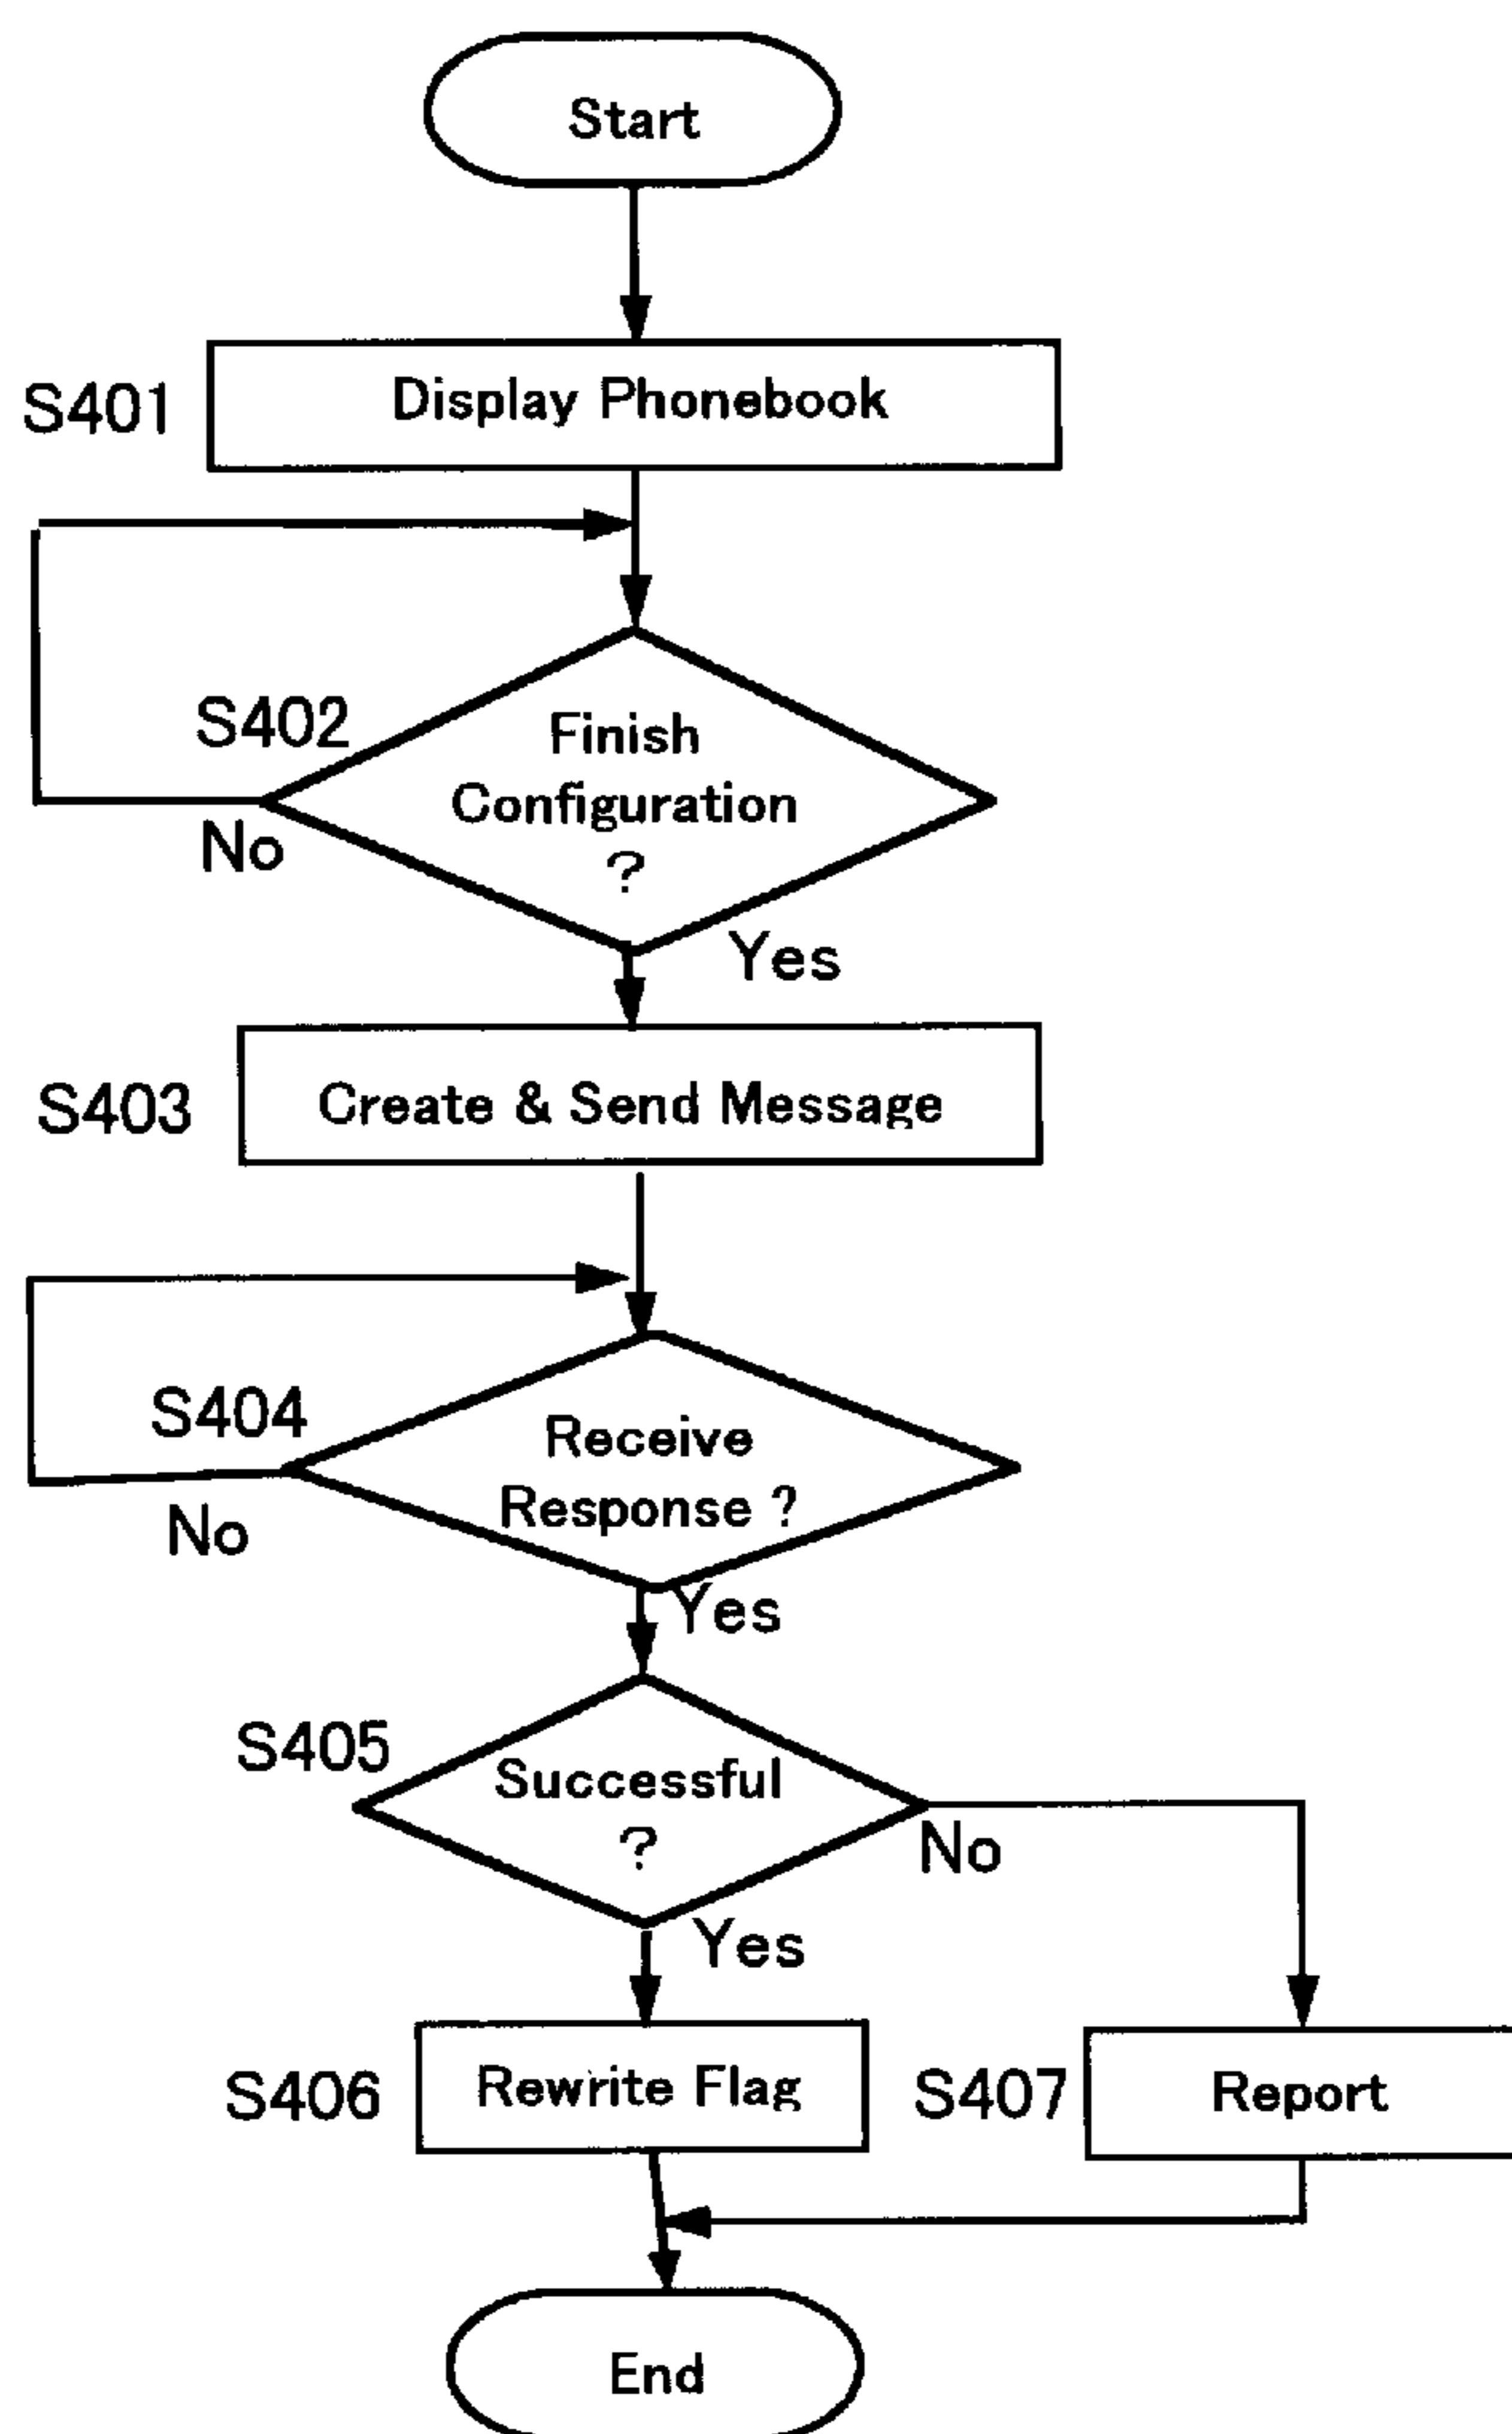 Start
S401
Display Phonebook
S402
Finish
Configuration
?
No
Yes
S403
Create & Send Message
S404
Receive
Response ?
No
Yes
S405
Successful
?
No
Yes
S406
Rewrite Flag
S407
Report
End